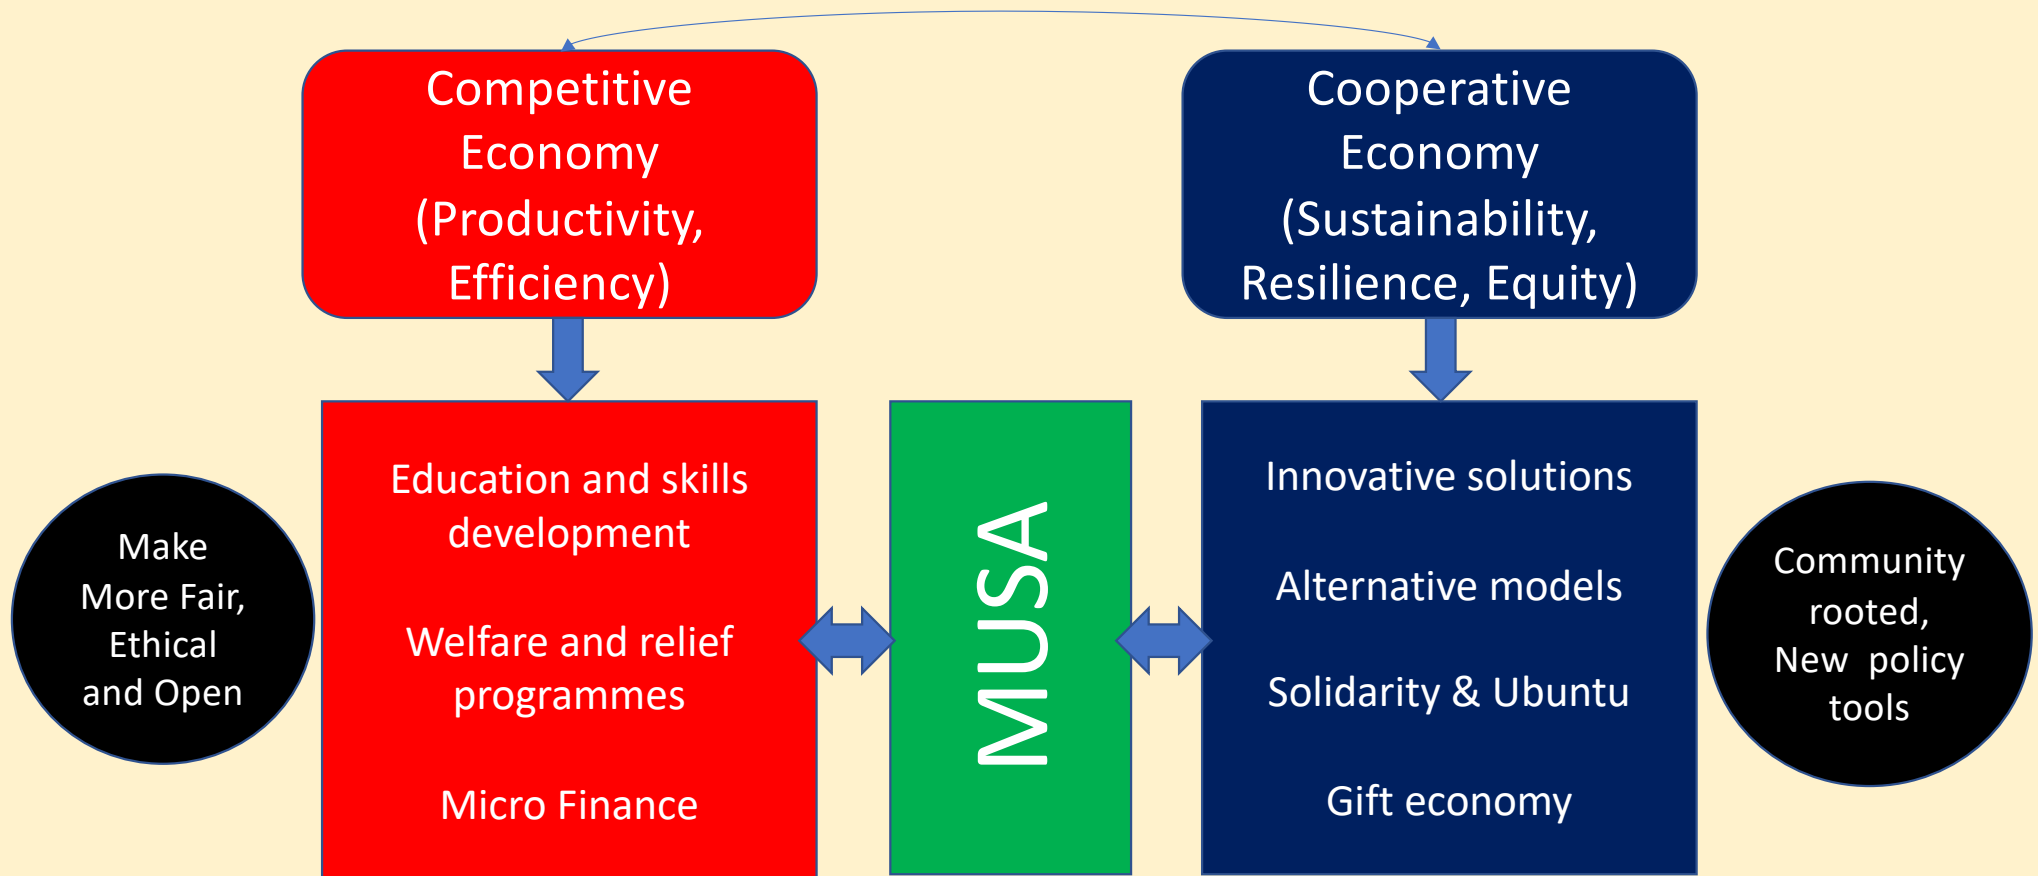 Competitive
Economy
(Productivity,
Efficiency)
Cooperative
Economy
(Sustainability,
Resilience, Equity)
Make
More Fair,
Ethical
and Open
Education and skills
development
Welfare and relief
programmes
Micro Finance
MUSA
Innovative solutions
Alternative models
Solidarity & Ubuntu
Gift economy
Community
rooted,
New  policy
tools